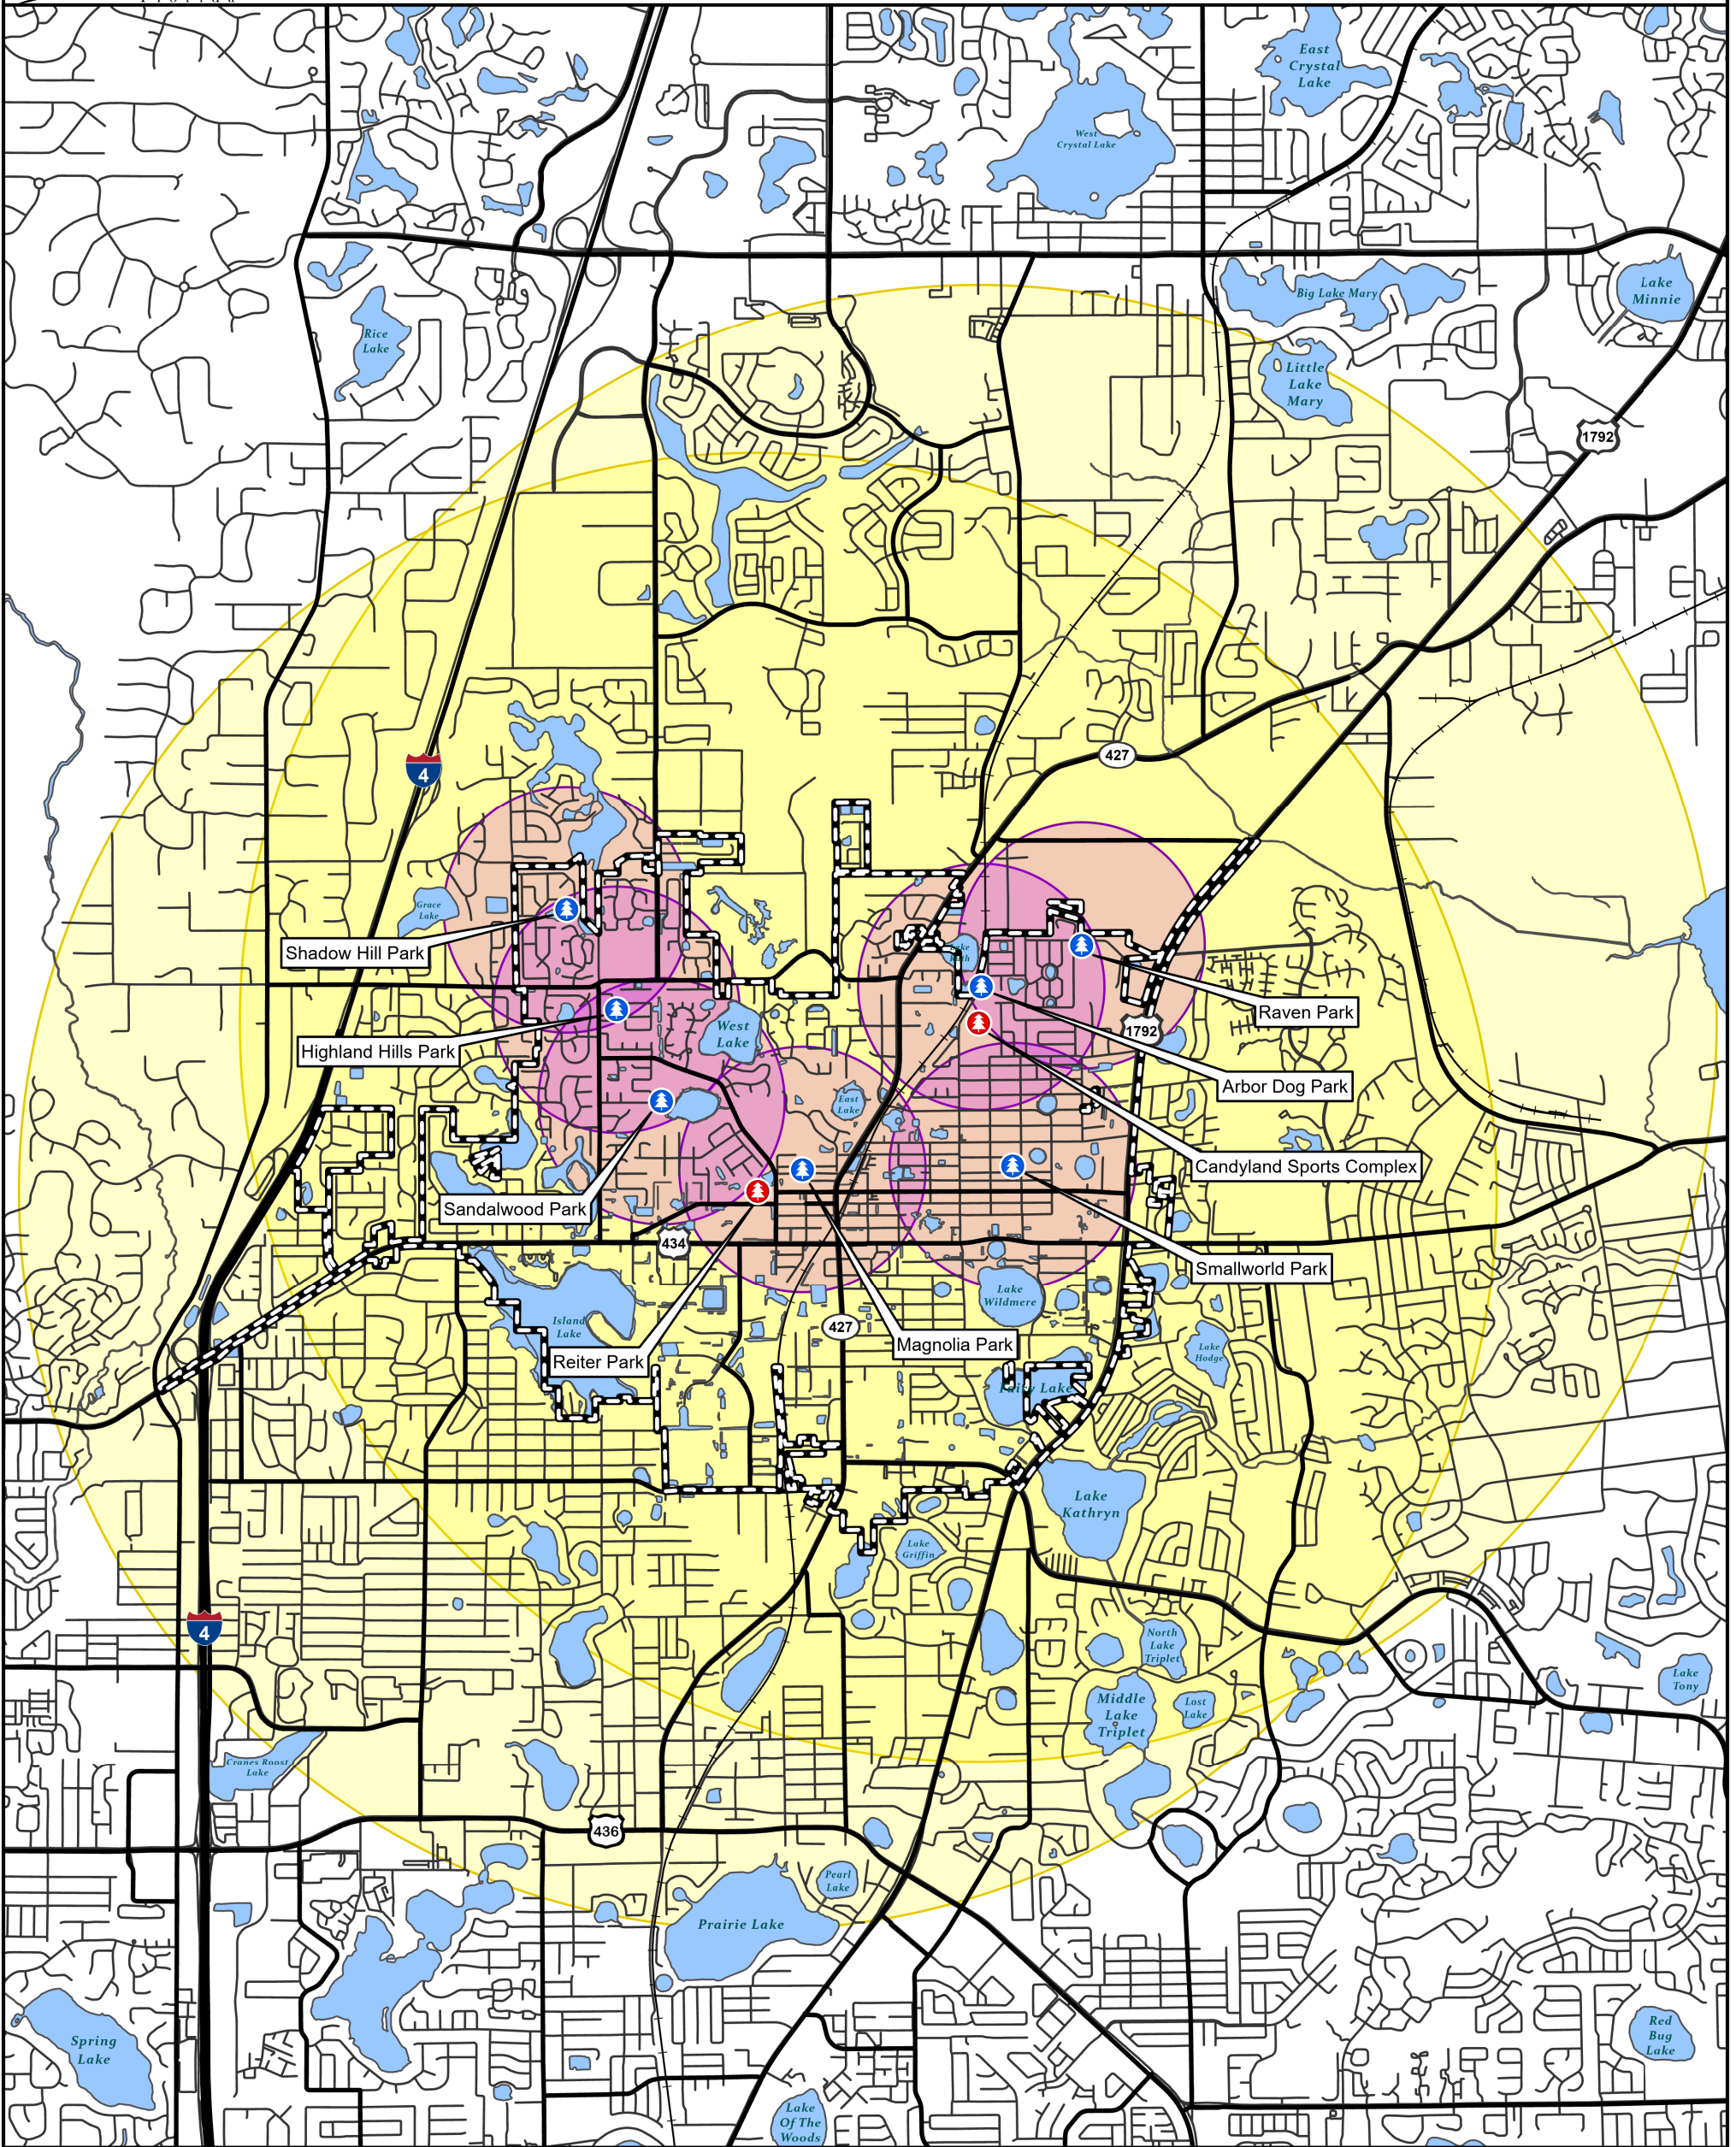 East
Crystal
Lake
West
Crystal Lake
Big Lake Mary
Lake
Minnie
Rice
Lake
Little
Lake
Mary
1792
427
4
Grace
Lake
Shadow Hill Park
Lake
Ruth
Raven Park
1792
West
Lake
Highland Hills Park
Arbor Dog Park
East
Lake
Candyland Sports Complex
Sandalwood Park
434
Smallworld Park
Lake
Wildmere
Island
Lake
427
Magnolia Park
Lake
Hodge
Reiter Park
Fairy Lake
Lake
Kathryn
Lake
Griffin
4
North
Lake
Triplet
Lake
Tony
Middle
Lake
Triplet
Lost
Lake
Cranes Roost
Lake
436
Pearl
Lake
Prairie Lake
Spring
Lake
Red
Bug
Lake
Lake
Of The
Woods